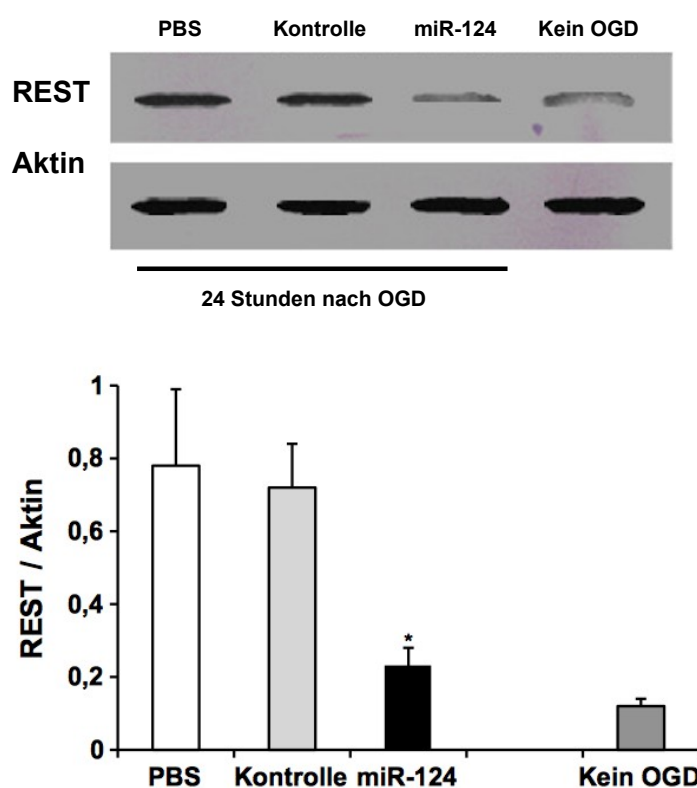 PBS Kontrolle miR-124 Kein OGD
REST
Aktin
24 Stunden nach OGD
1
0,8
0,6
0,4
0,2
0
REST / Aktin
*
PBS Kontrolle miR-124 Kein OGD